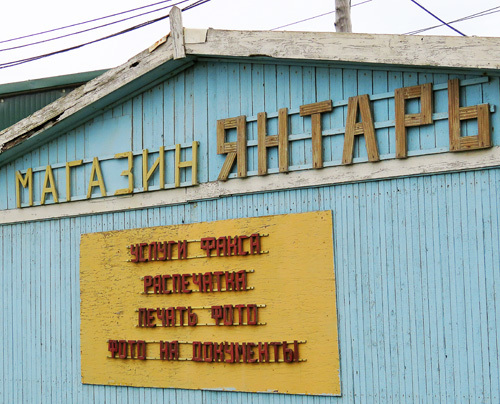 МАГАЗИН ЯНТАРЬ
УСЛУГИ ФАКСА
РАСПЕЧАТКА
ПЕЧАТЬ ФОТО
ФОТО НА ДОКУМЕНТЫ